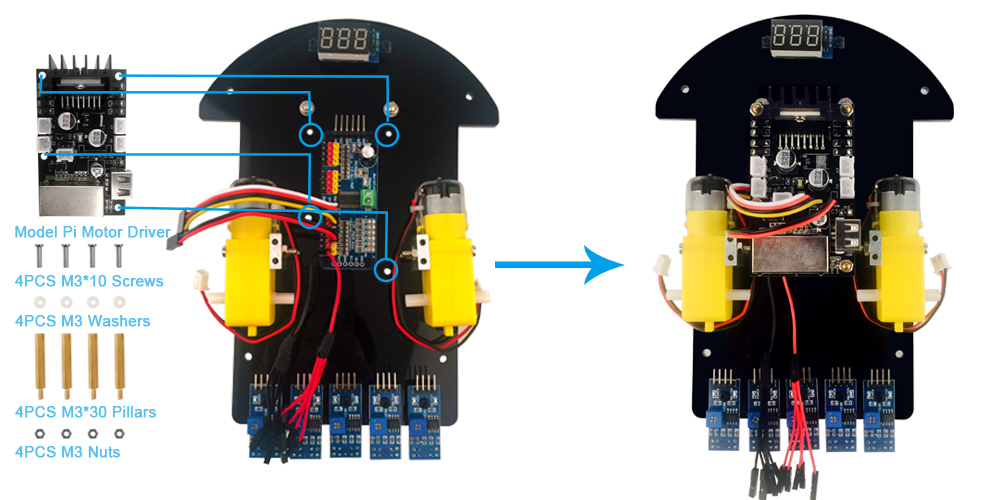 Model Pi Motor Driver
4PCS M3*10 Screws
4PCS M3 Washers
4PCS M3*30 Pillars
4PCS M3 Nuts